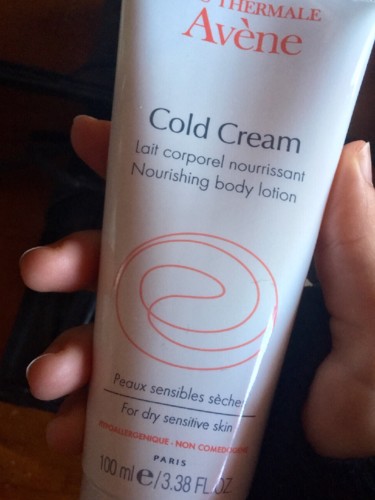 THERMALE
Avène
Cold Cream
Lait corporel nourrissant
Nourishing body lotion
Peaux sensibles sèche
For dry sensitive skin
HYPOALLERGENIQUE - NON COMEDOGENE
PARIS
100 ml e/3.38 FL.OZ